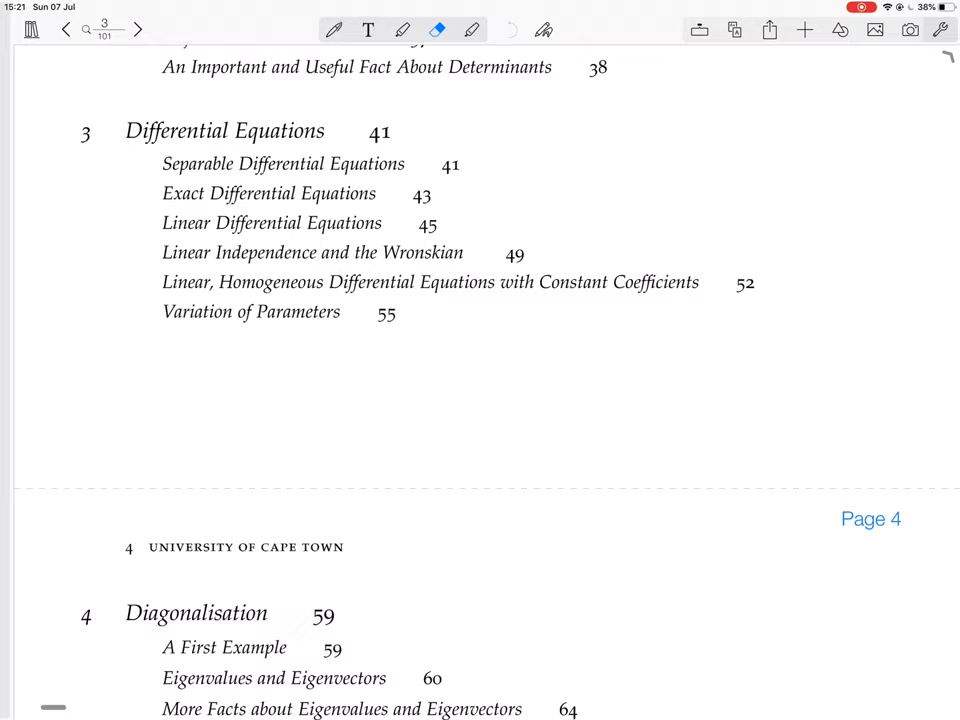 15:21 Sun 07 Jul
38%
3
101
T
An Important and Useful Fact About Determinants 38
3 Differential Equations 41
Separable Differential Equations 41
Exact Differential Equations 43
Linear Differential Equations 45
Linear Independence and the Wronskian 49
Linear, Homogeneous Differential Equations with Constant Coefficients 52
Variation of Parameters 55
Page 4
4 UNIVERSITY OF CAPE TOWN
4 Diagonalisation 59
A First Example 59
Eigenvalues and Eigenvectors 60
More Facts about Eigenvalues and Eigenvectors 64